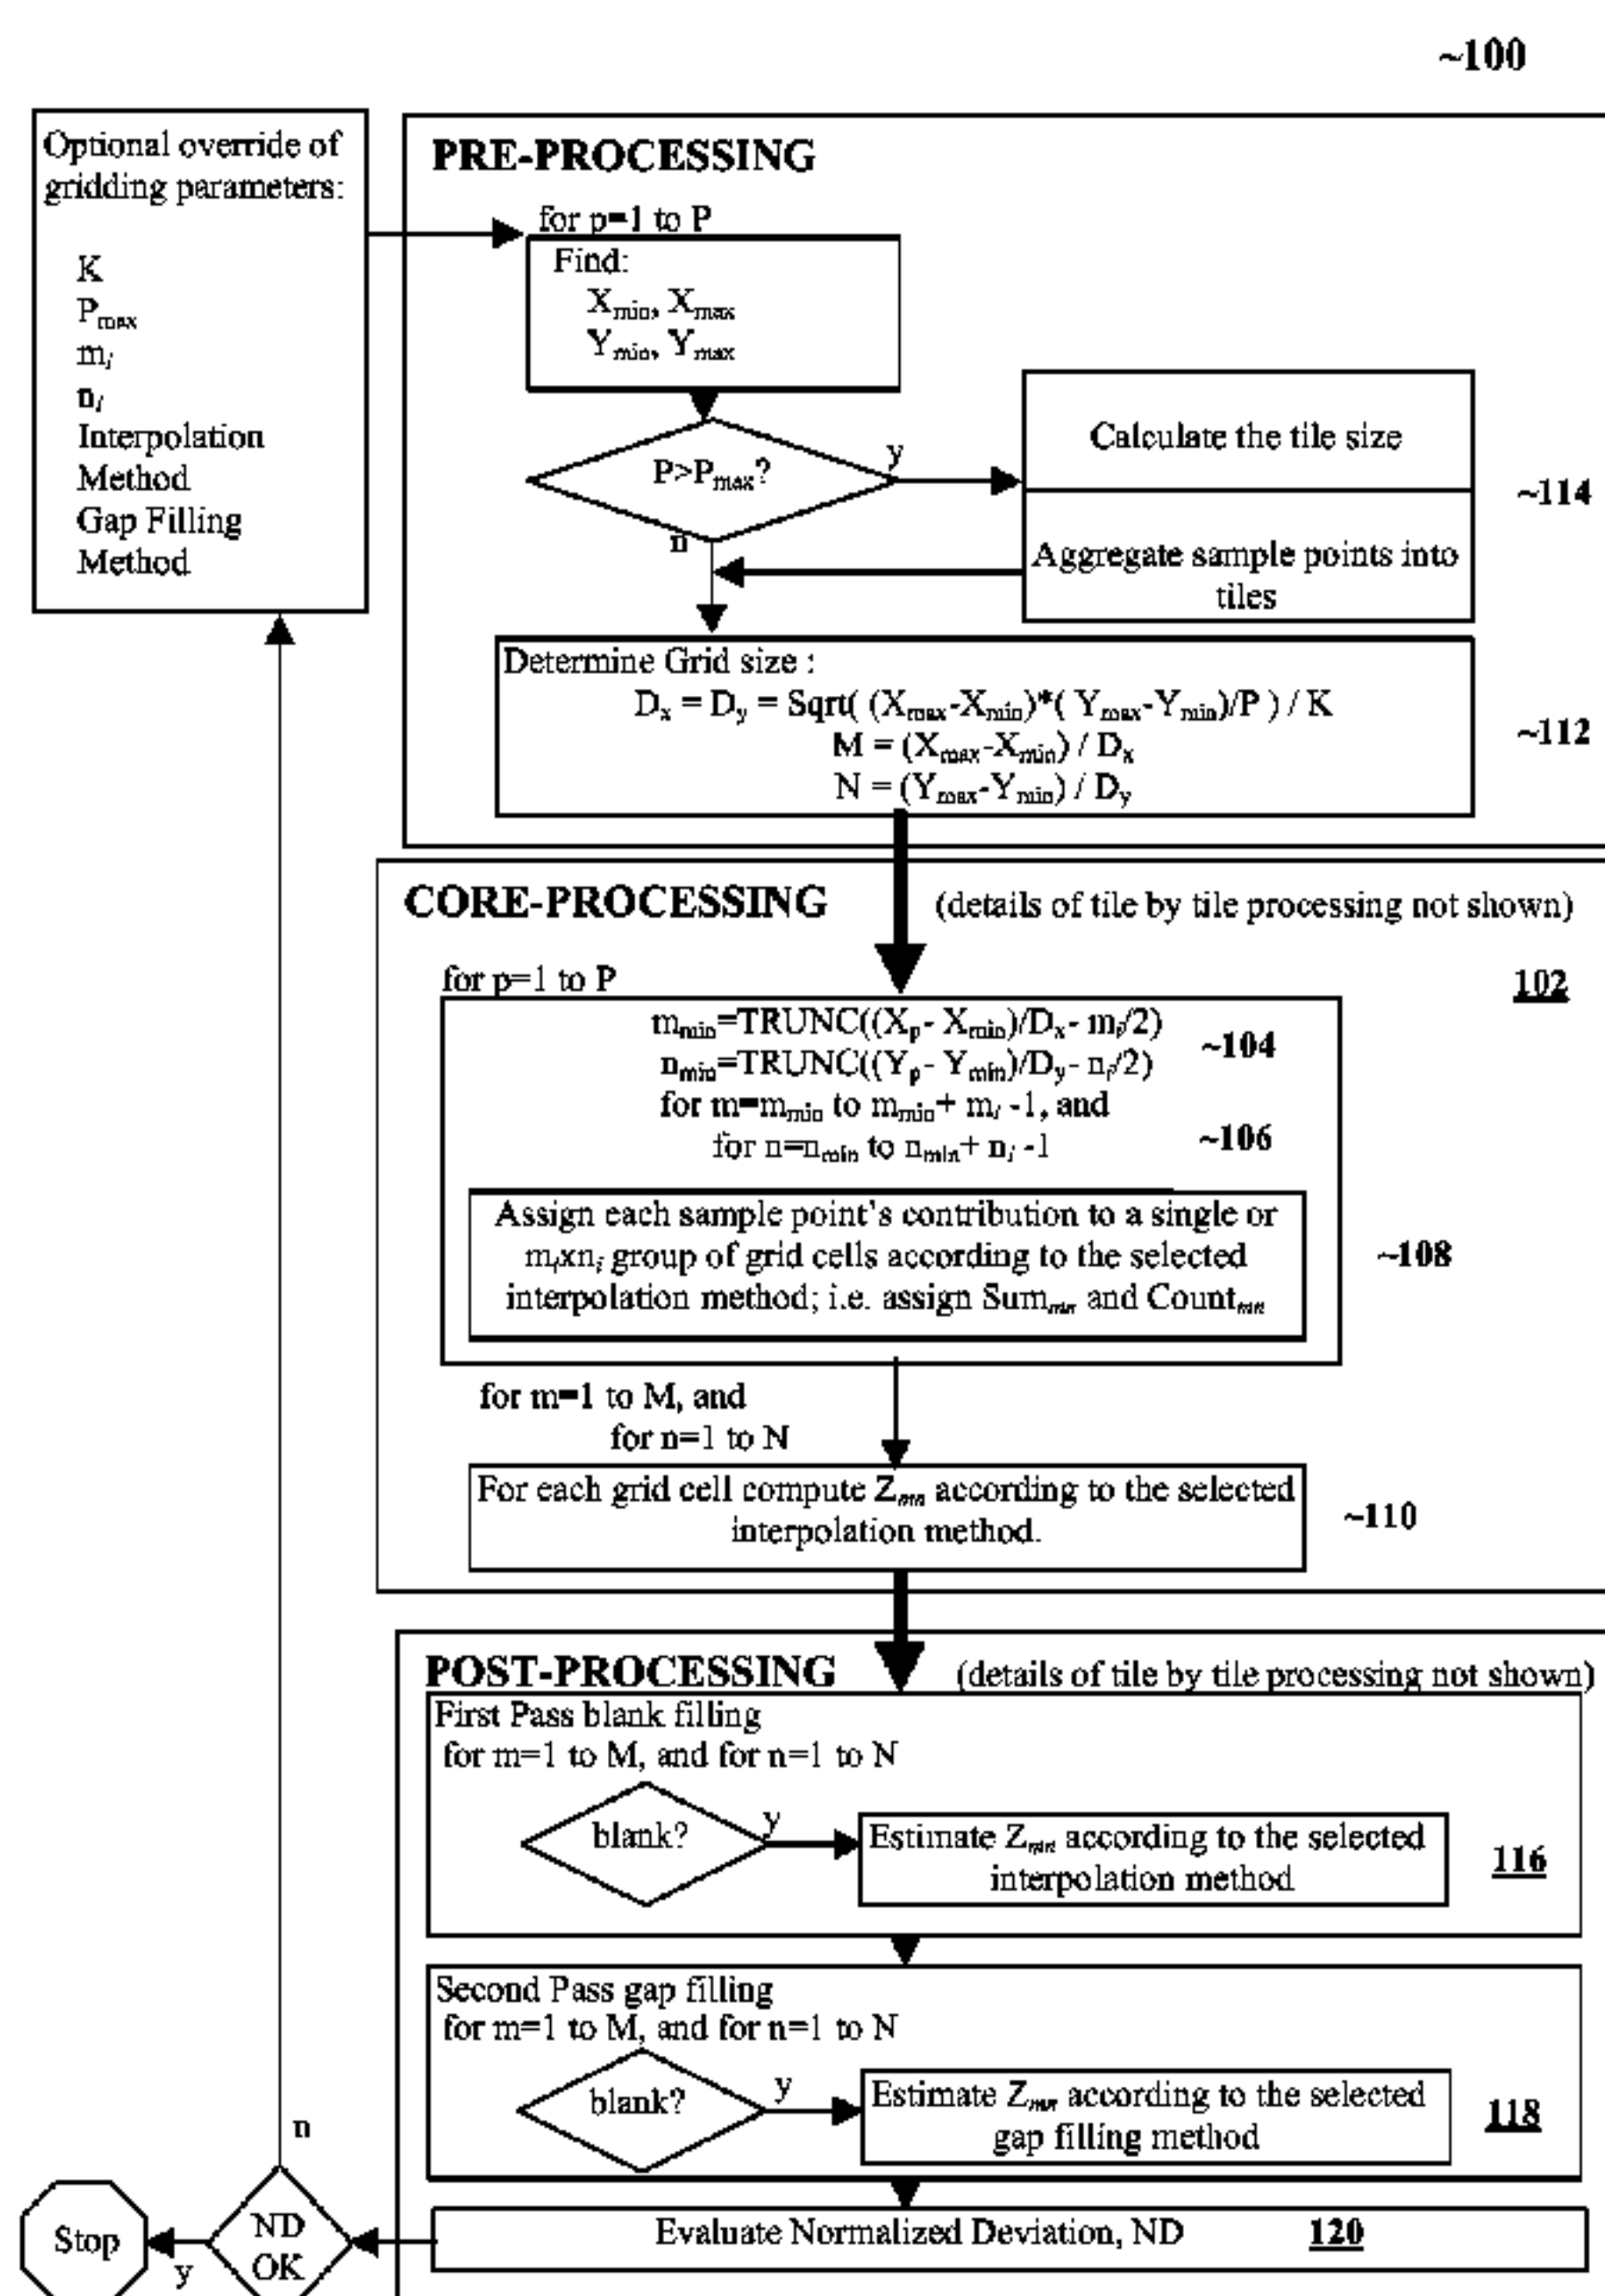 ~100
Optional override of
gridding parameters:
K
Pmax
mi
ni
Interpolation
Method
Gap Filling
Method
PRE-PROCESSING
for p=1 to P
Find:
Xmin, Xmax
Ymin, Ymax
P>Pmax?
y
n
Calculate the tile size
~114
Aggregate sample points into
tiles
Determine Grid size :
Dx = Dy = Sqrt( (Xmax-Xmin)*( Ymax-Ymin)/P ) / K
M = (Xmax-Xmin) / Dx
~112
N = (Ymax-Ymin) / Dy
CORE-PROCESSING (details of tile by tile processing not shown)
for p=1 to P
102
mmin=TRUNC((Xp- Xmin)/Dx- mi/2)
~104
nmin=TRUNC((Yp- Ymin)/Dy- ni/2)
for m=mmin to mmin+ mi -1, and
for n=nmin to nmin+ ni -1
~106
Assign each sample point's contribution to a single or
mixni group of grid cells according to the selected
interpolation method; i.e. assign Summn and Countmn
~108
for m=1 to M, and
for n=1 to N
For each grid cell compute Zmn according to the selected
interpolation method.
~110
POST-PROCESSING (details of tile by tile processing not shown)
First Pass blank filling
for m=1 to M, and for n=1 to N
blank?
y
Estimate Zmn according to the selected
interpolation method
116
Second Pass gap filling
for m=1 to M, and for n=1 to N
blank?
y
Estimate Zmn according to the selected
gap filling method
118
Evaluate Normalized Deviation, ND 120
n
ND
OK
y
Stop